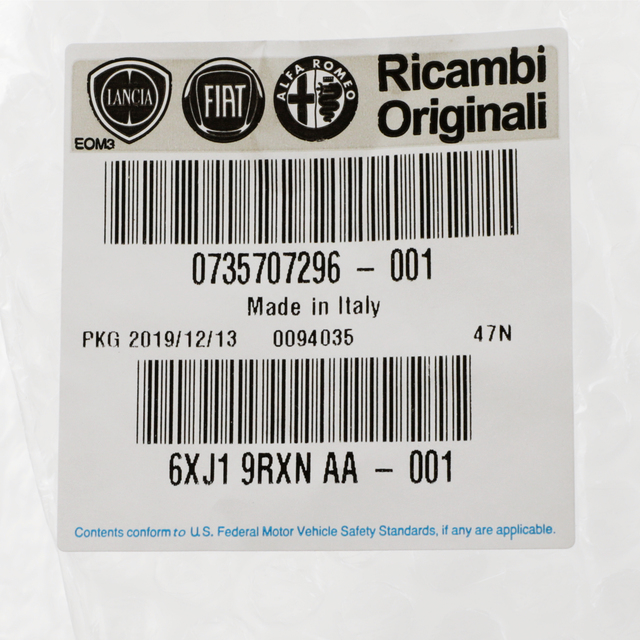 LANCIA FIAT ALFA ROMEO Ricambi
Originali
EOM3
0735707296 - 001
Made in Italy
PKG 2019/12/13 0094035 47N
6XJ1 9RXN AA - 001
Contents conform to U.S. Federal Motor Vehicle Safety Standards, if any are applicable.